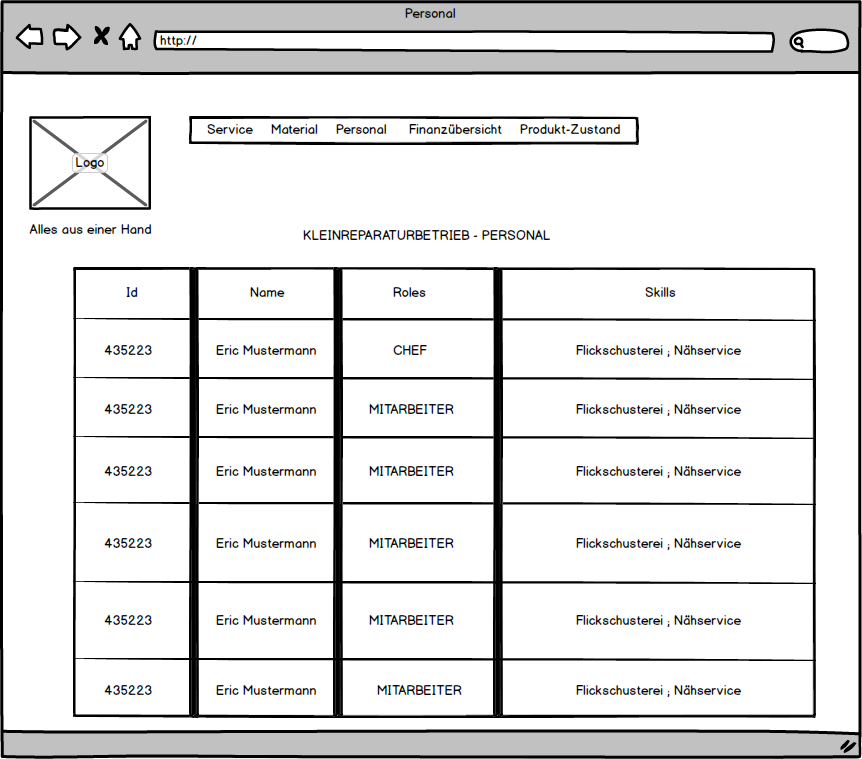 Personal
http://
Service Material Personal Finanzübersicht Produkt-Zustand
Logo
Alles aus einer Hand
KLEINREPARATURBETRIEB - PERSONAL
Id Name Roles Skills
435223 Eric Mustermann CHEF Flickschusterei ; Nähservice
435223 Eric Mustermann MITARBEITER Flickschusterei ; Nähservice
435223 Eric Mustermann MITARBEITER Flickschusterei ; Nähservice
435223 Eric Mustermann MITARBEITER Flickschusterei ; Nähservice
435223 Eric Mustermann MITARBEITER Flickschusterei ; Nähservice
435223 Eric Mustermann MITARBEITER Flickschusterei ; Nähservice